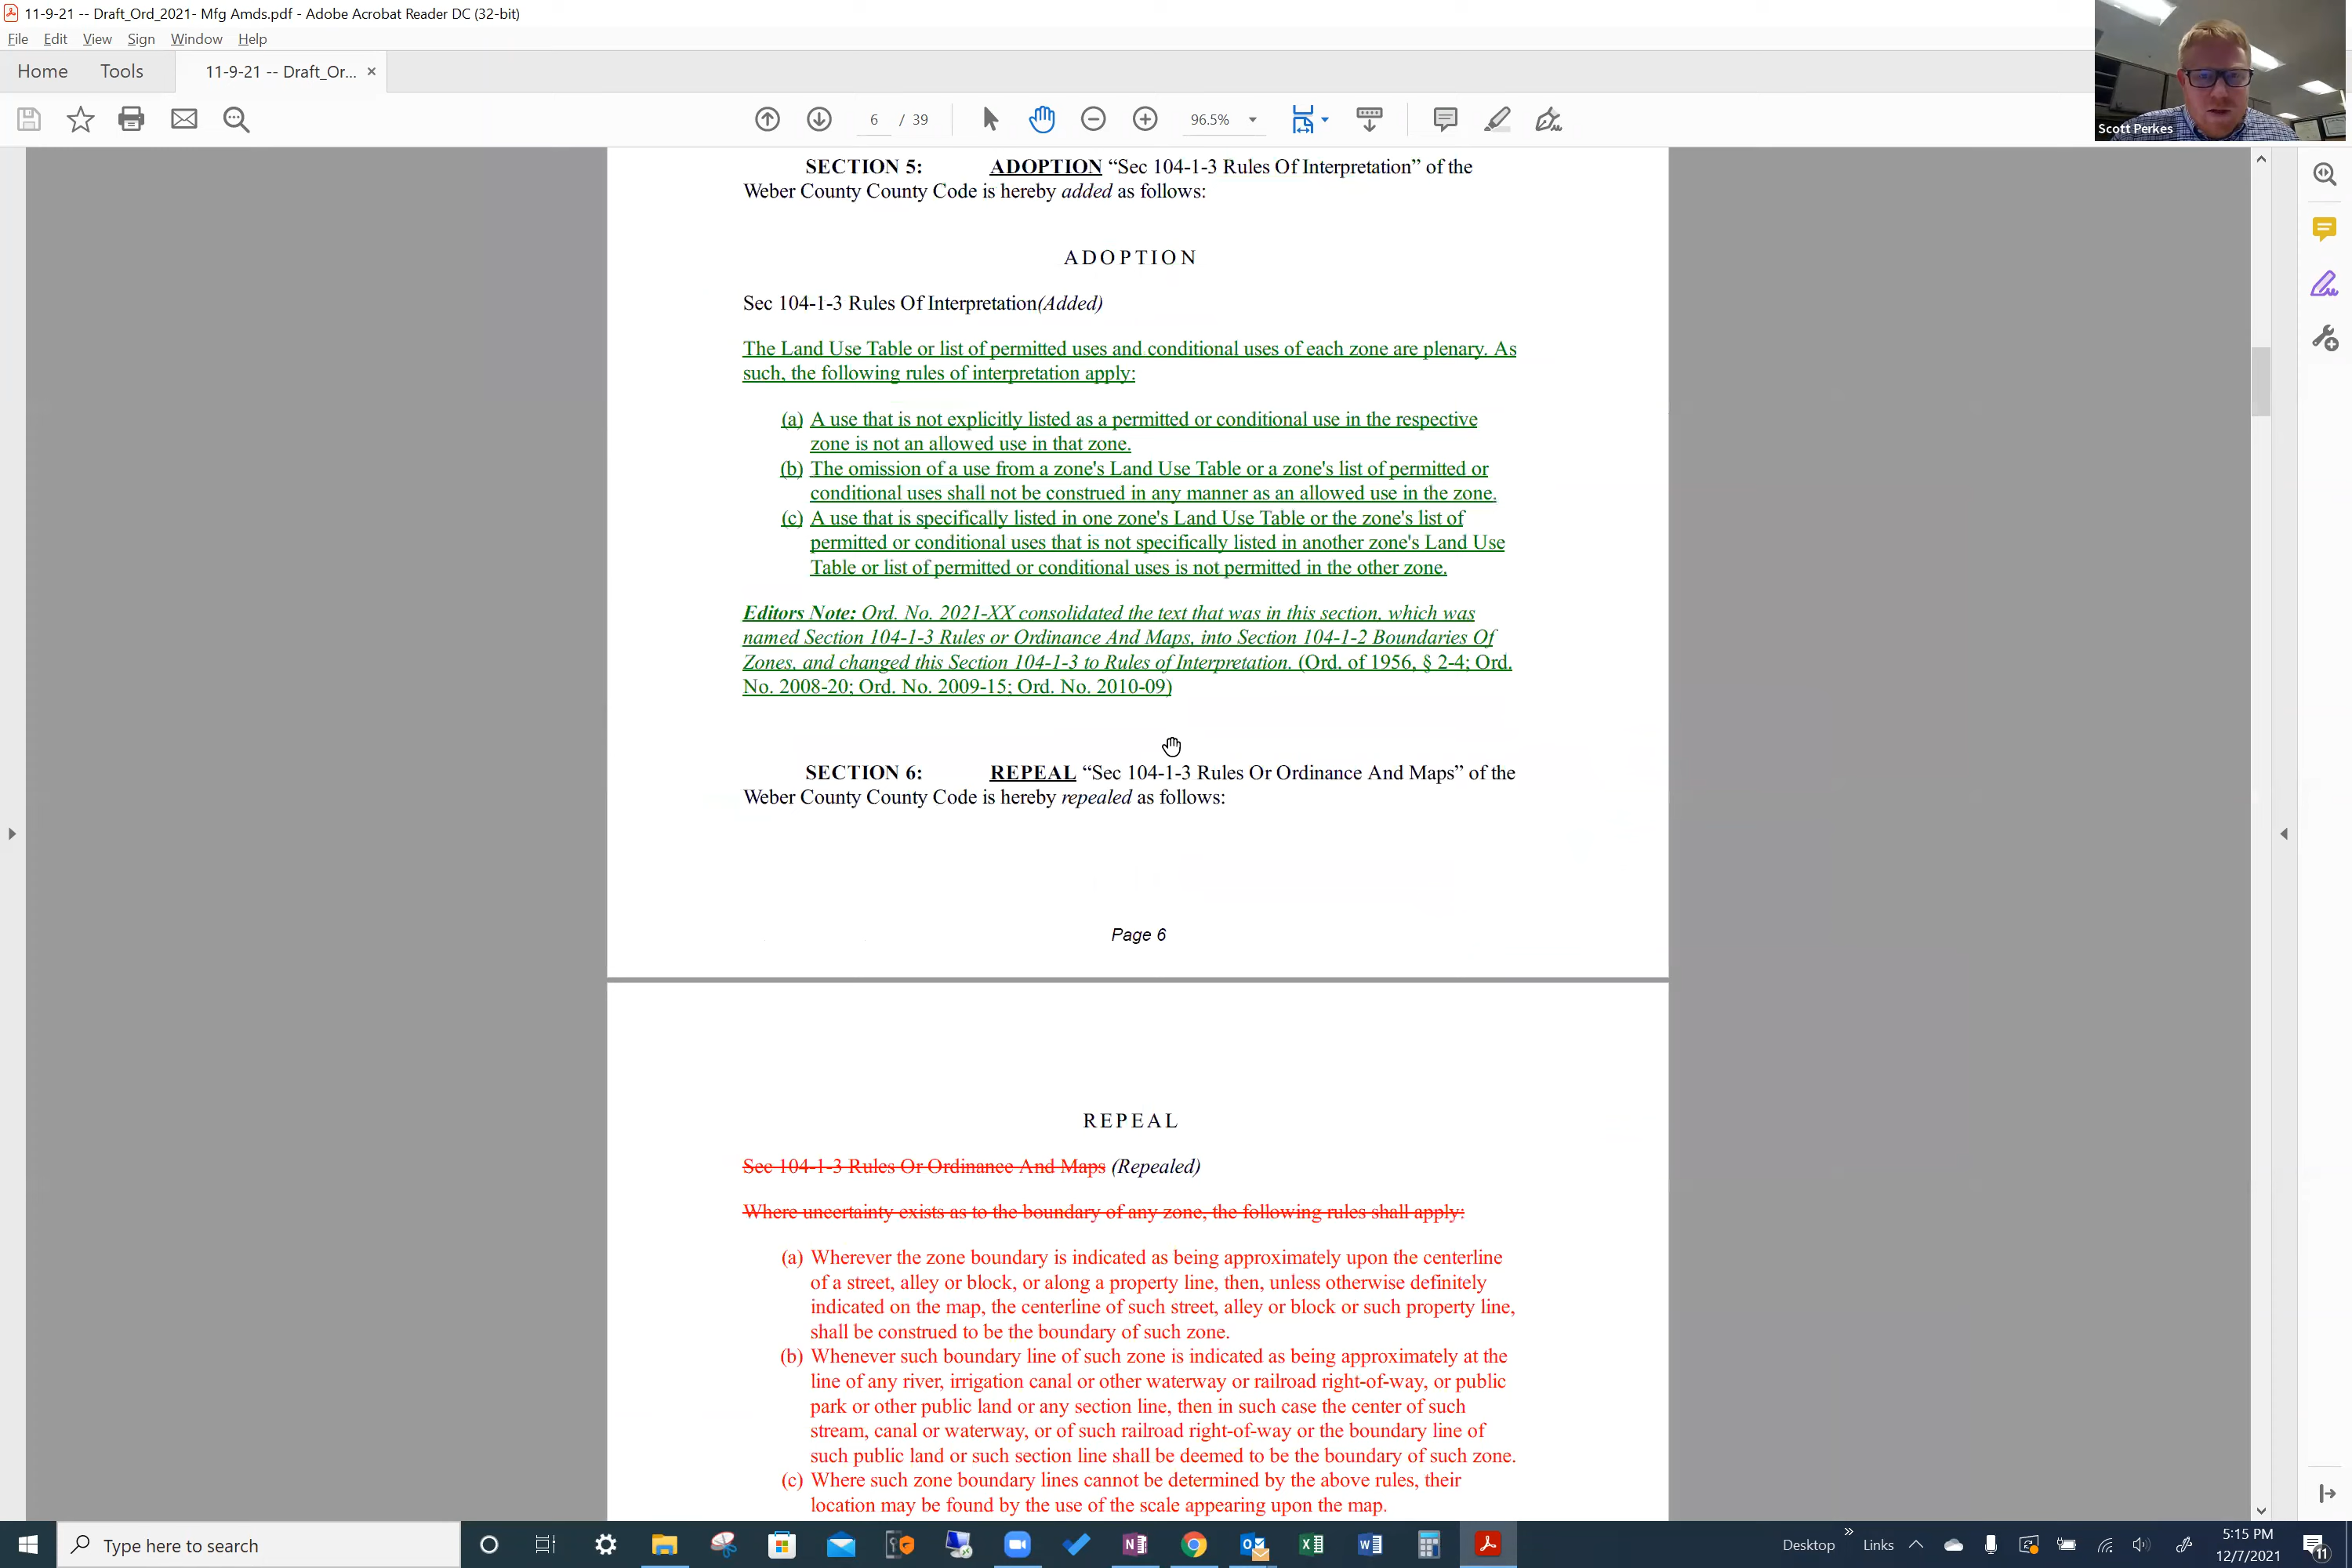 11-9-21 -- Draft_Ord_2021- Mfg Amds.pdf - Adobe Acrobat Reader DC (32-bit)
File Edit View Sign Window Help
Home Tools 11-9-21 -- Draft_Or... ×
6 / 39 96.5%
Scott Perkes
SECTION 5: ADOPTION “Sec 104-1-3 Rules Of Interpretation” of the
Weber County County Code is hereby added as follows:
ADOPTION
Sec 104-1-3 Rules Of Interpretation(Added)
The Land Use Table or list of permitted uses and conditional uses of each zone are plenary. As
such, the following rules of interpretation apply:
(a) A use that is not explicitly listed as a permitted or conditional use in the respective
zone is not an allowed use in that zone.
(b) The omission of a use from a zone's Land Use Table or a zone's list of permitted or
conditional uses shall not be construed in any manner as an allowed use in the zone.
(c) A use that is specifically listed in one zone's Land Use Table or the zone's list of
permitted or conditional uses that is not specifically listed in another zone's Land Use
Table or list of permitted or conditional uses is not permitted in the other zone.
Editors Note: Ord. No. 2021-XX consolidated the text that was in this section, which was
named Section 104-1-3 Rules or Ordinance And Maps, into Section 104-1-2 Boundaries Of
Zones, and changed this Section 104-1-3 to Rules of Interpretation. (Ord. of 1956, § 2-4; Ord.
No. 2008-20; Ord. No. 2009-15; Ord. No. 2010-09)
SECTION 6: REPEAL “Sec 104-1-3 Rules Or Ordinance And Maps” of the
Weber County County Code is hereby repealed as follows:
Page 6
REPEAL
Sec 104-1-3 Rules Or Ordinance And Maps (Repealed)
Where uncertainty exists as to the boundary of any zone, the following rules shall apply:
(a) Wherever the zone boundary is indicated as being approximately upon the centerline
of a street, alley or block, or along a property line, then, unless otherwise definitely
indicated on the map, the centerline of such street, alley or block or such property line,
shall be construed to be the boundary of such zone.
(b) Whenever such boundary line of such zone is indicated as being approximately at the
line of any river, irrigation canal or other waterway or railroad right-of-way, or public
park or other public land or any section line, then in such case the center of such
stream, canal or waterway, or of such railroad right-of-way or the boundary line of
such public land or such section line shall be deemed to be the boundary of such zone.
(c) Where such zone boundary lines cannot be determined by the above rules, their
location may be found by the use of the scale appearing upon the map.
Type here to search
Desktop » Links
5:15 PM
12/7/2021
11